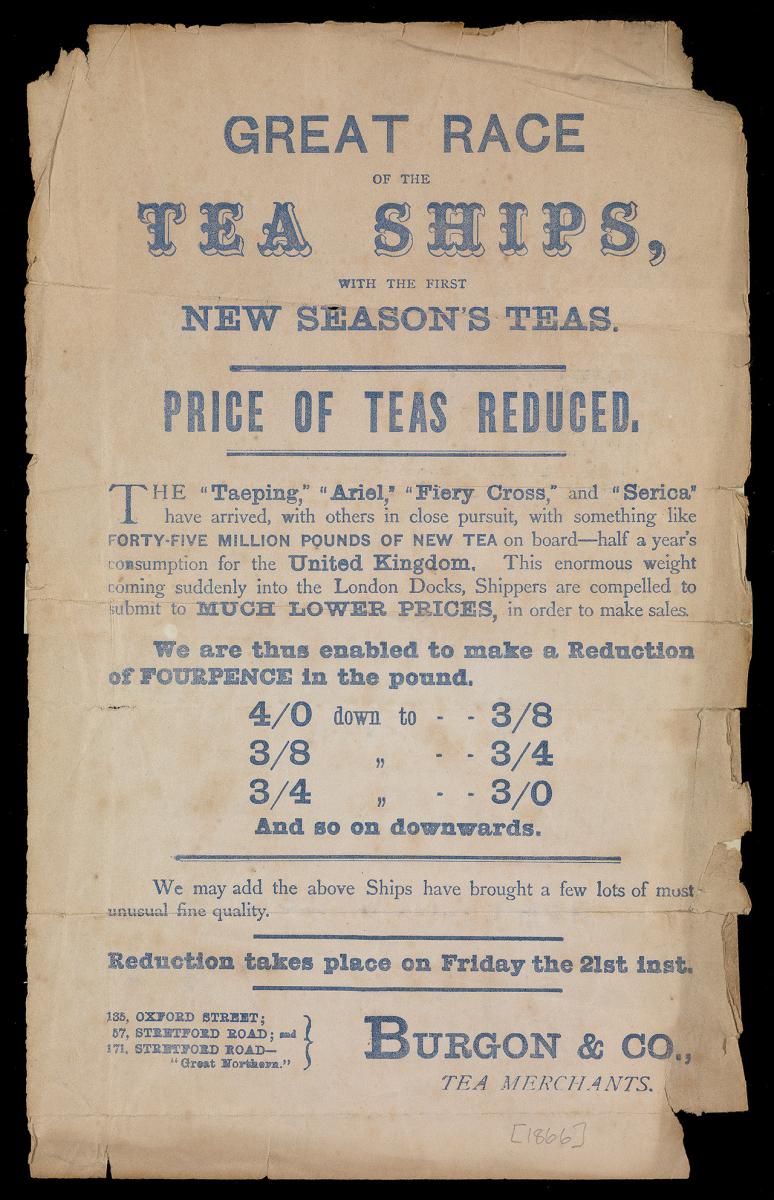 GREAT RACE
OF THE
TEA SHIPS,
WITH THE FIRST
NEW SEASON'S TEAS.
PRICE OF TEAS REDUCED.
THE "Taeping," "Ariel," "Fiery Cross," and "Serica"
have arrived, with others in close pursuit, with something like
FORTY-FIVE MILLION POUNDS OF NEW TEA on board—half a year's
consumption for the United Kingdom. This enormous weight
coming suddenly into the London Docks, Shippers are compelled to
submit to MUCH LOWER PRICES, in order to make sales.
We are thus enabled to make a Reduction
of FOURPENCE in the pound.
4/0 down to - - 3/8
3/8 „ - - 3/4
3/4 „ - - 3/0
And so on downwards.
We may add the above Ships have brought a few lots of most
unusual fine quality.
Reduction takes place on Friday the 21st inst.
135, OXFORD STREET;
57, STRETFORD ROAD; and
171, STRETFORD ROAD—
"Great Northern."
BURGON & CO.,
TEA MERCHANTS.
[1866]